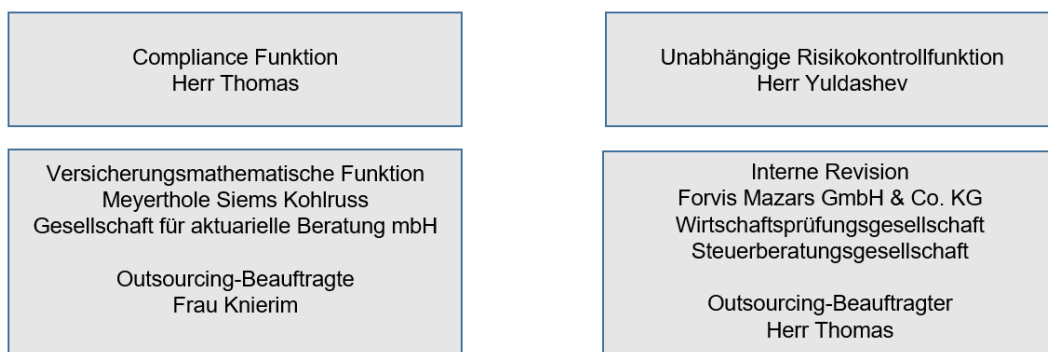 Compliance Funktion
Herr Thomas
Unabhängige Risikokontrollfunktion
Herr Yuldashev
Versicherungsmathematische Funktion
Meyerthole Siems Kohlruss
Gesellschaft für aktuarielle Beratung mbH
Outsourcing-Beauftragte
Frau Knierim
Interne Revision
Forvis Mazars GmbH & Co. KG
Wirtschaftsprüfungsgesellschaft
Steuerberatungsgesellschaft
Outsourcing-Beauftragter
Herr Thomas